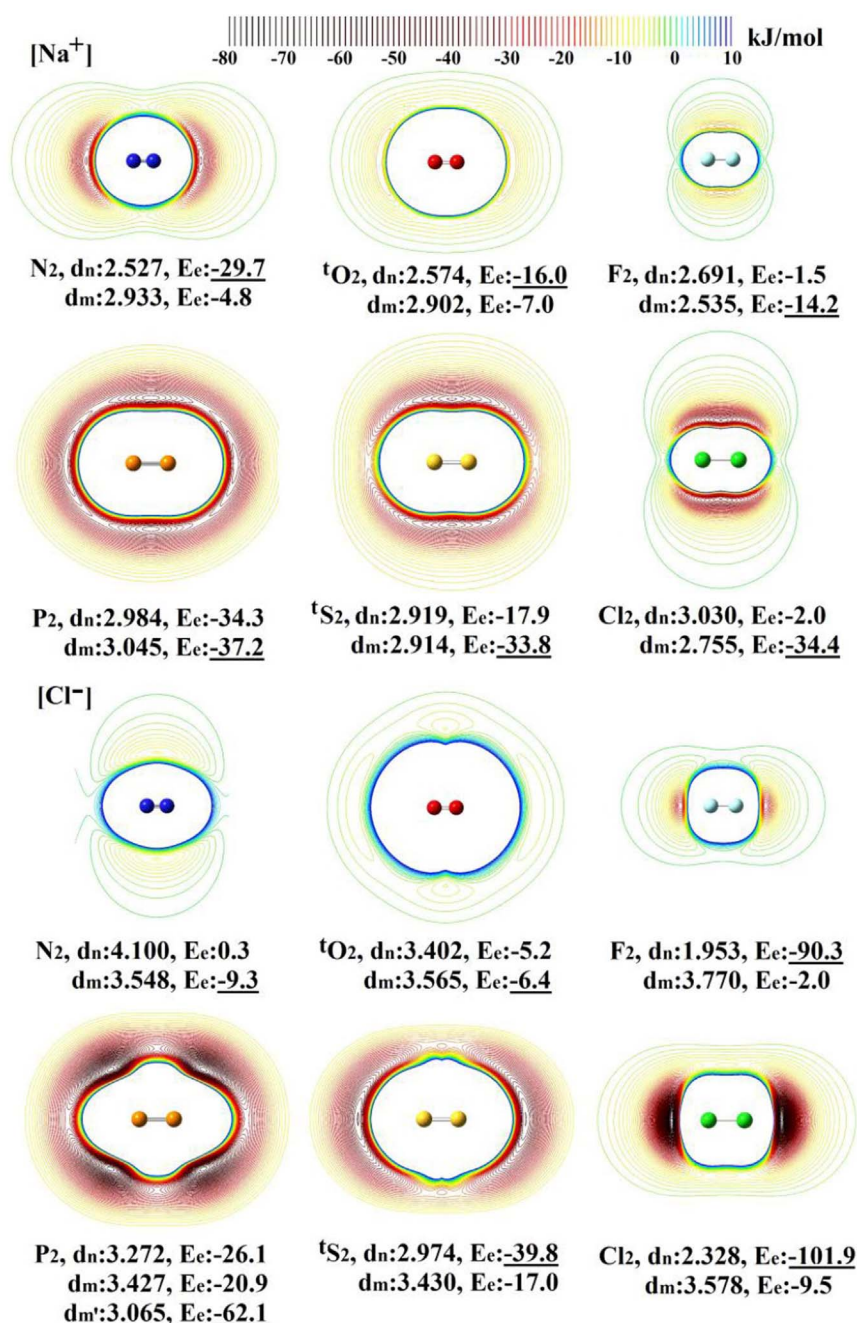 kJ/mol
-80 -70 -60 -50 -40 -30 -20 -10 0 10
[Na⁺]
N₂, dn:2.527, Ee:-29.7
dm:2.933, Ee:-4.8
ᵗO₂, dn:2.574, Ee:-16.0
dm:2.902, Ee:-7.0
F₂, dn:2.691, Ee:-1.5
dm:2.535, Ee:-14.2
P₂, dn:2.984, Ee:-34.3
dm:3.045, Ee:-37.2
ᵗS₂, dn:2.919, Ee:-17.9
dm:2.914, Ee:-33.8
Cl₂, dn:3.030, Ee:-2.0
dm:2.755, Ee:-34.4
[Cl⁻]
N₂, dn:4.100, Ee:0.3
dm:3.548, Ee:-9.3
ᵗO₂, dn:3.402, Ee:-5.2
dm:3.565, Ee:-6.4
F₂, dn:1.953, Ee:-90.3
dm:3.770, Ee:-2.0
P₂, dn:3.272, Ee:-26.1
dm:3.427, Ee:-20.9
dm':3.065, Ee:-62.1
ᵗS₂, dn:2.974, Ee:-39.8
dm:3.430, Ee:-17.0
Cl₂, dn:2.328, Ee:-101.9
dm:3.578, Ee:-9.5